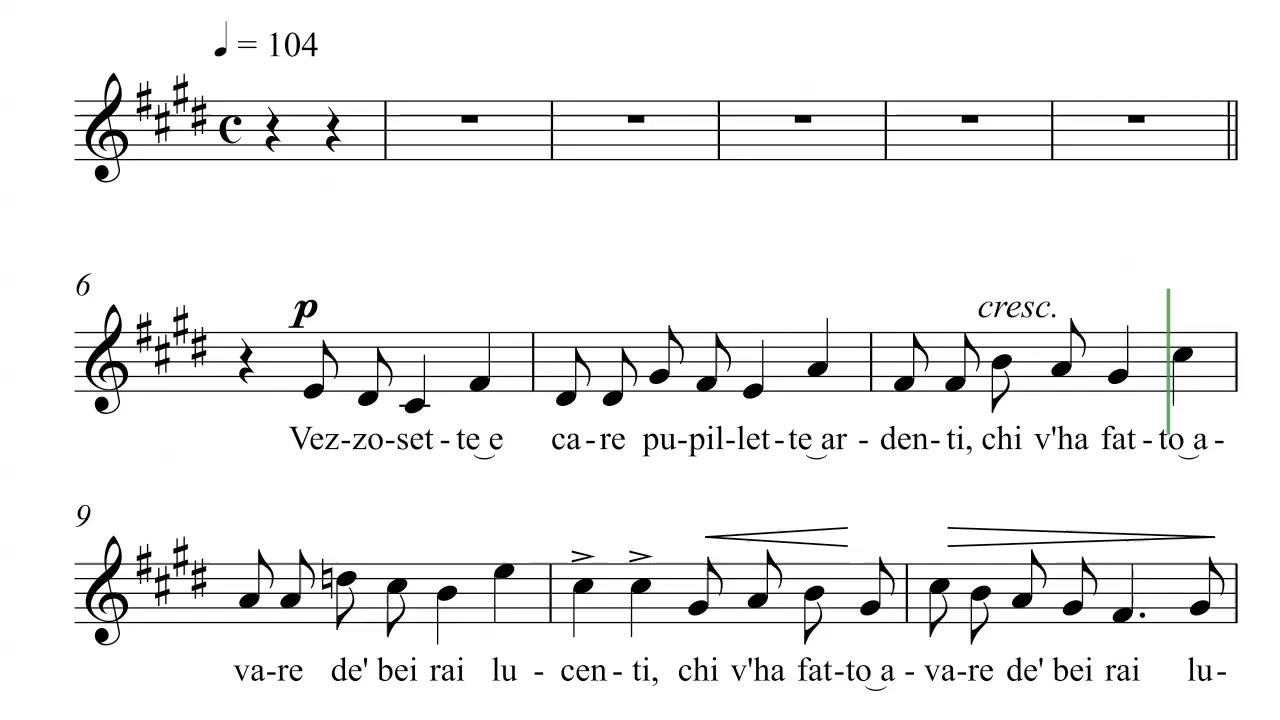 = 104
6
p
cresc.
Vez-zo-set-te e ca-re pu-pil-let-te ar-den-ti, chi v'ha fat-to a-
9
va-re de' bei rai lu-cen-ti, chi v'ha fat-to a-va-re de' bei rai lu-